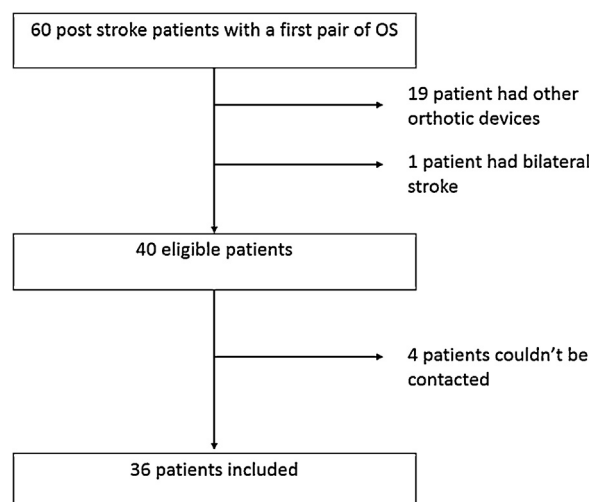 60 post stroke patients with a first pair of OS
19 patient had other
orthotic devices
1 patient had bilateral
stroke
40 eligible patients
4 patients couldn’t be
contacted
36 patients included